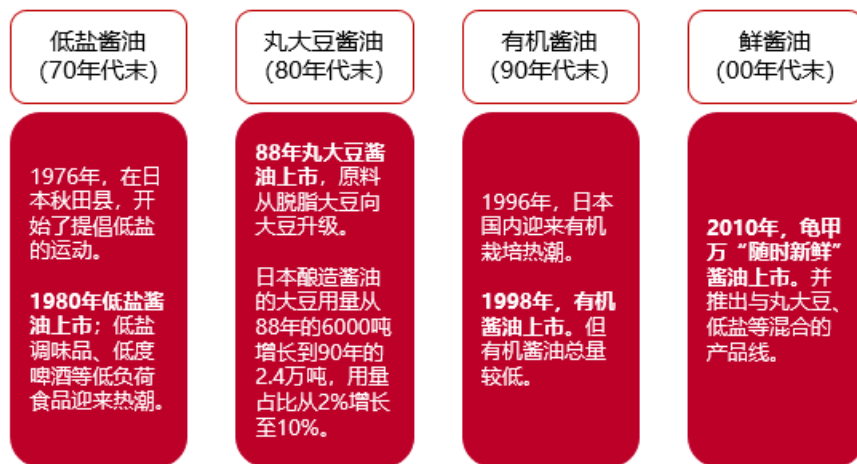 低盐酱油
(70年代末)
1976年，在日
本秋田县，开
始了提倡低盐
的运动。
1980年低盐酱
油上市；低盐
调味品、低度
啤酒等低负荷
食品迎来热潮。
丸大豆酱油
(80年代末)
88年丸大豆酱
油上市，原料
从脱脂大豆向
大豆升级。
日本酿造酱油
的大豆用量从
88年的6000吨
增长到90年的
2.4万吨，用量
占比从2%增长
至10%。
有机酱油
(90年代末)
1996年，日本
国内迎来有机
栽培热潮。
1998年，有机
酱油上市。但
有机酱油总量
较低。
鲜酱油
(00年代末)
2010年，龟甲
万“随时新鲜”
酱油上市。并
推出与丸大豆、
低盐等混合的
产品线。